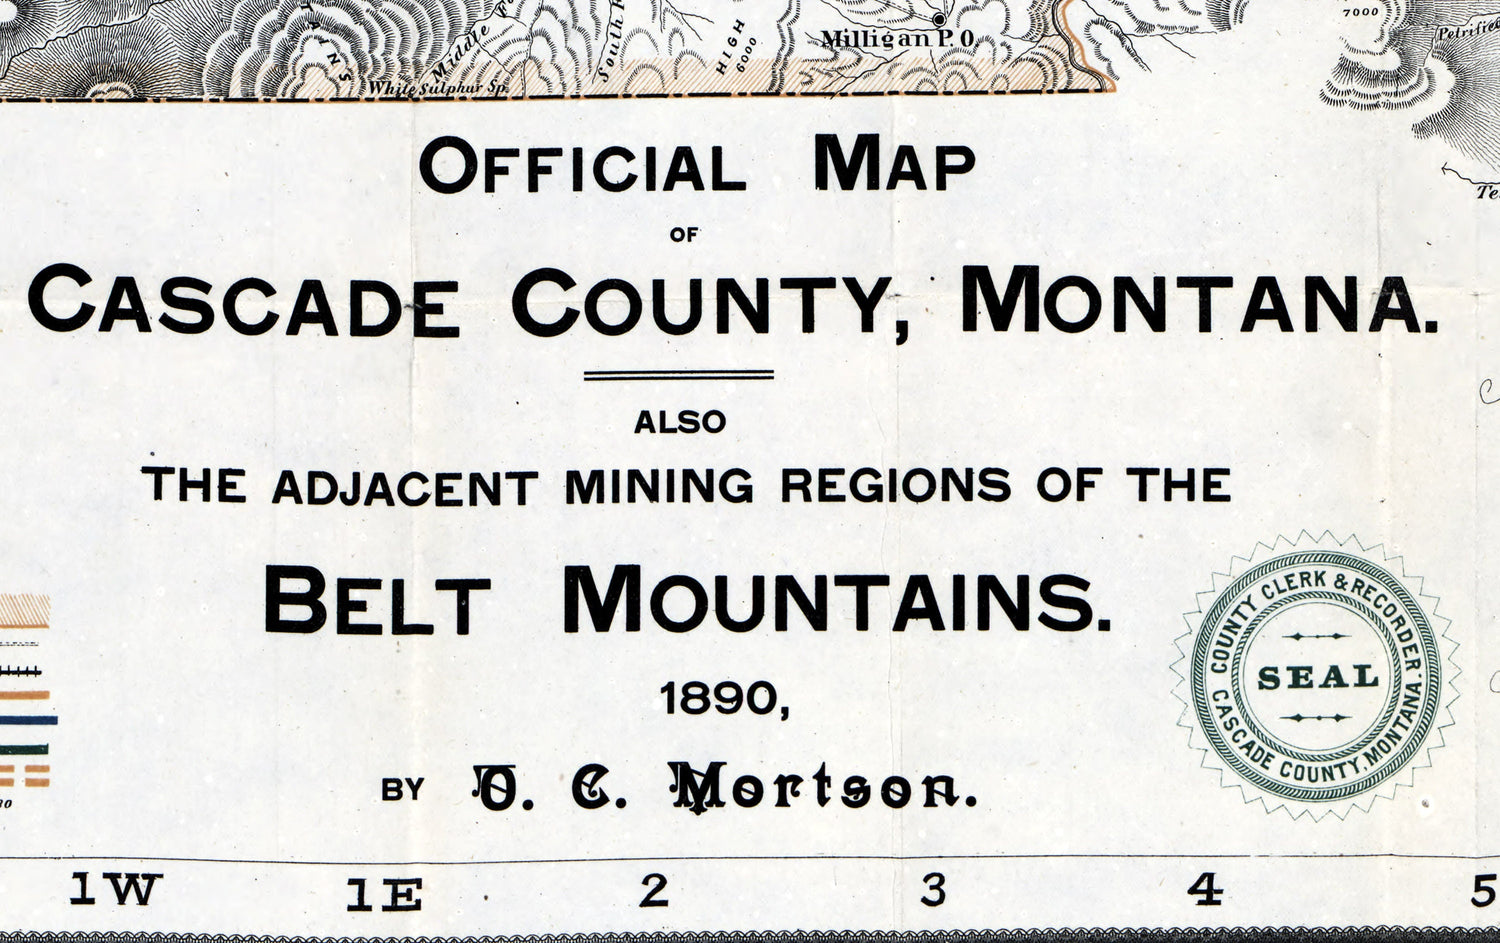 TAINS
Middle
South
HIGH
6000
Milligan P.O.
7000
Petrified
White Sulphur Sp.
OFFICIAL MAP
OF
CASCADE COUNTY, MONTANA.
ALSO
THE ADJACENT MINING REGIONS OF THE
BELT MOUNTAINS.
1890,
BY O. C. Mortson.
COUNTY CLERK & RECORDER.
SEAL
CASCADE COUNTY, MONTANA.
1W 1E 2 3 4 5